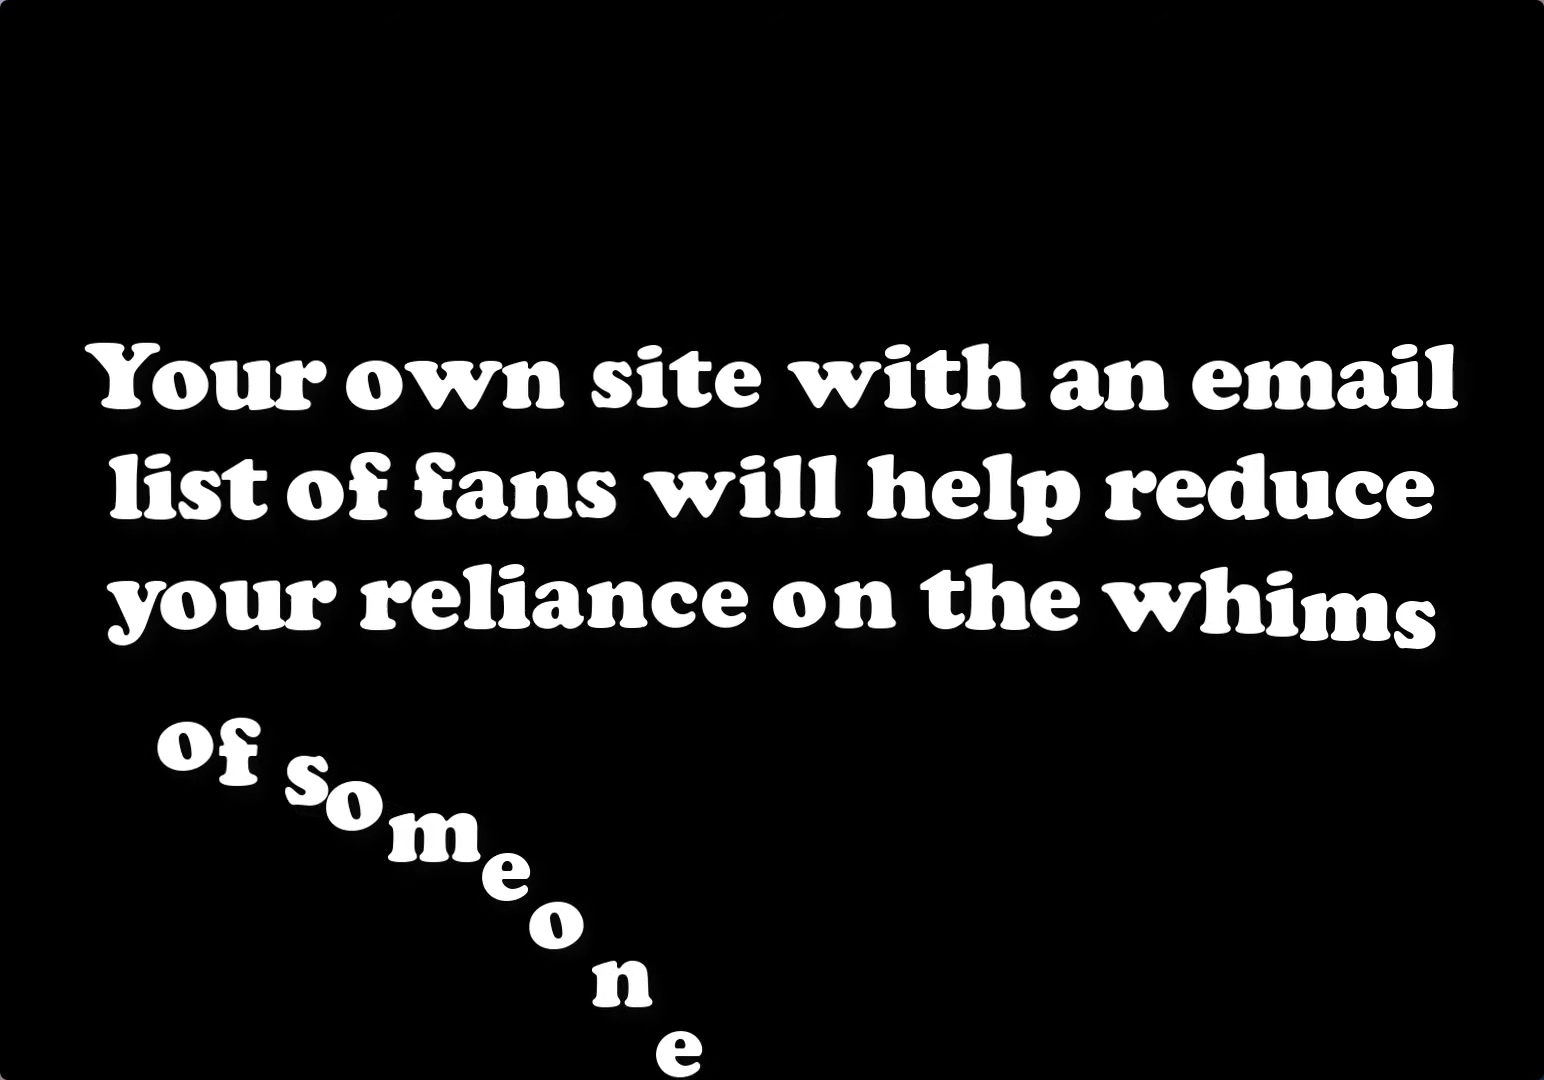 Your own site with an email
list of fans will help reduce
your reliance on the whims
of someone